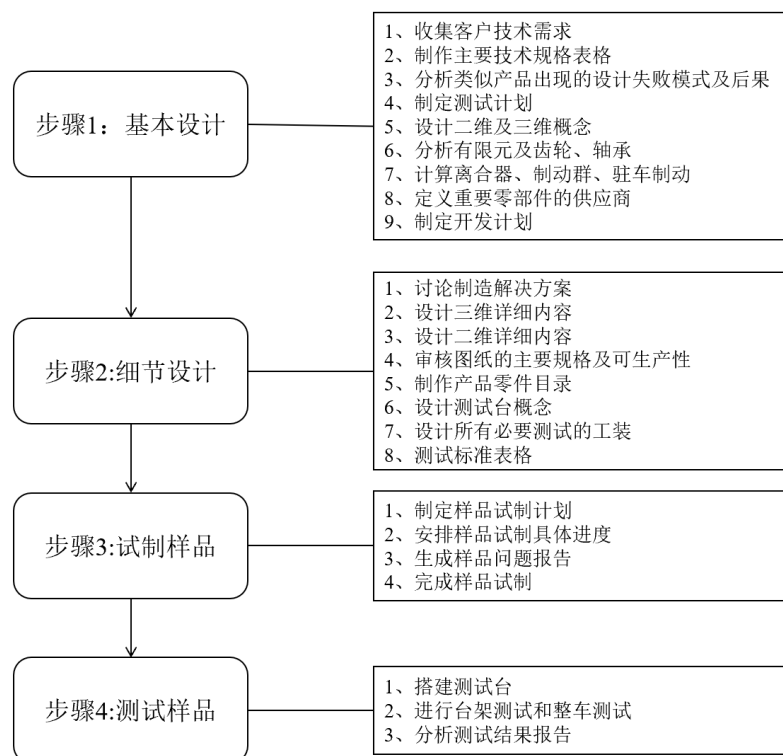 步骤1：基本设计
1、收集客户技术需求
2、制作主要技术规格表格
3、分析类似产品出现的设计失败模式及后果
4、制定测试计划
5、设计二维及三维概念
6、分析有限元及齿轮、轴承
7、计算离合器、制动群、驻车制动
8、定义重要零部件的供应商
9、制定开发计划
步骤2:细节设计
1、讨论制造解决方案
2、设计三维详细内容
3、设计二维详细内容
4、审核图纸的主要规格及可生产性
5、制作产品零件目录
6、设计测试台概念
7、设计所有必要测试的工装
8、测试标准表格
步骤3:试制样品
1、制定样品试制计划
2、安排样品试制具体进度
3、生成样品问题报告
4、完成样品试制
步骤4:测试样品
1、搭建测试台
2、进行台架测试和整车测试
3、分析测试结果报告